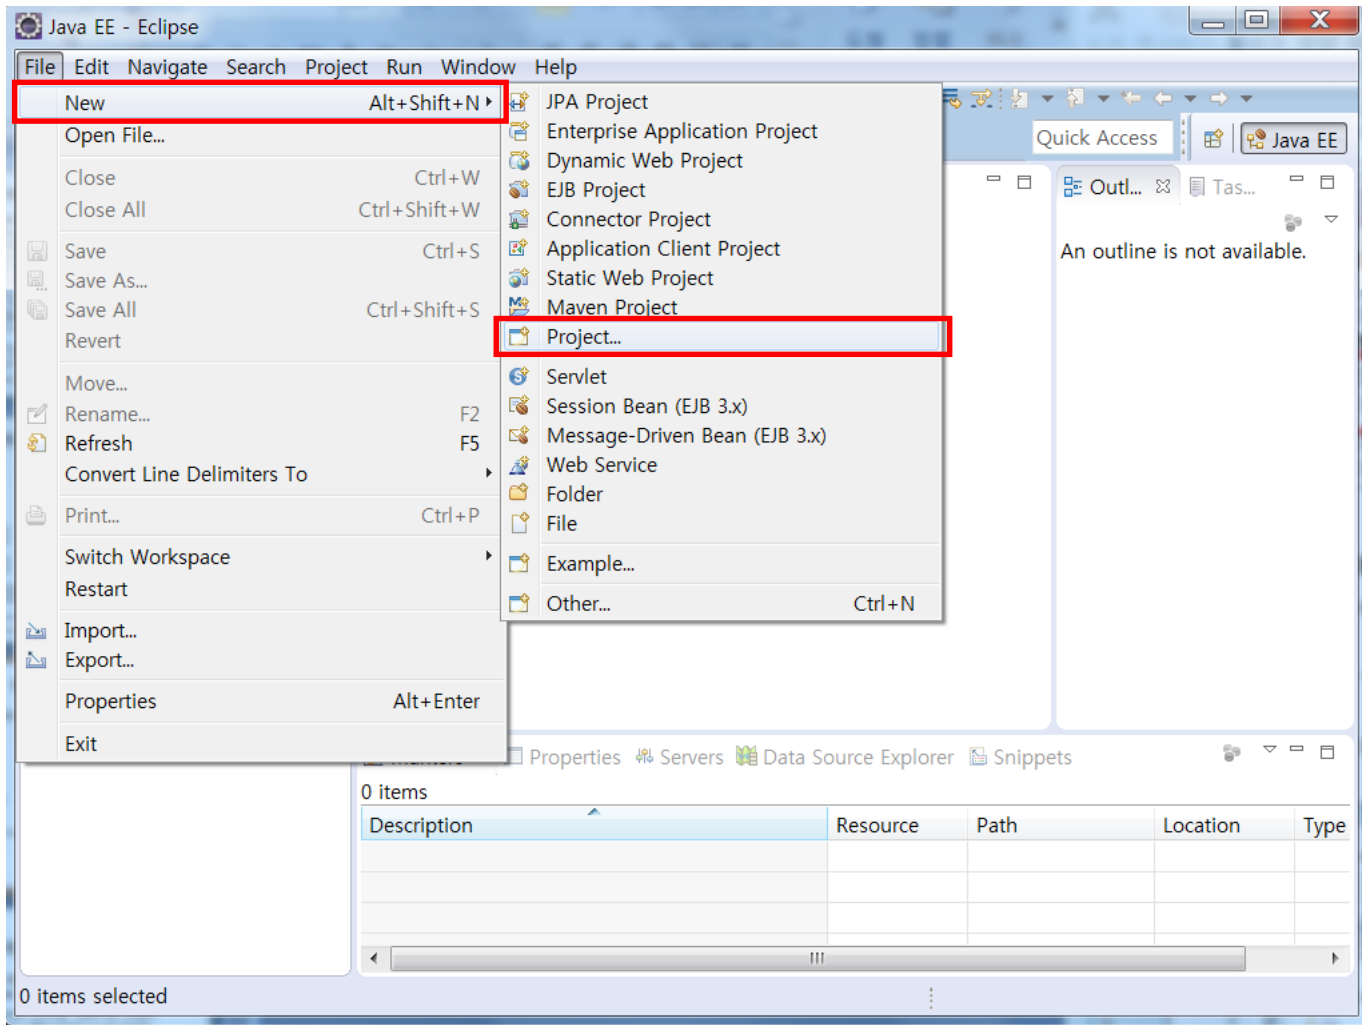 Java EE - Eclipse
File Edit Navigate Search Project Run Window Help
New Alt+Shift+N
Open File...
Close Ctrl+W
Close All Ctrl+Shift+W
Save Ctrl+S
Save As...
Save All Ctrl+Shift+S
Revert
Move...
Rename... F2
Refresh F5
Convert Line Delimiters To
Print... Ctrl+P
Switch Workspace
Restart
Import...
Export...
Properties Alt+Enter
Exit
JPA Project
Enterprise Application Project
Dynamic Web Project
EJB Project
Connector Project
Application Client Project
Static Web Project
Maven Project
Project...
Servlet
Session Bean (EJB 3.x)
Message-Driven Bean (EJB 3.x)
Web Service
Folder
File
Example...
Other... Ctrl+N
Quick Access Java EE
Outl... Tas...
An outline is not available.
Properties Servers Data Source Explorer Snippets
0 items
Description Resource Path Location Type
0 items selected